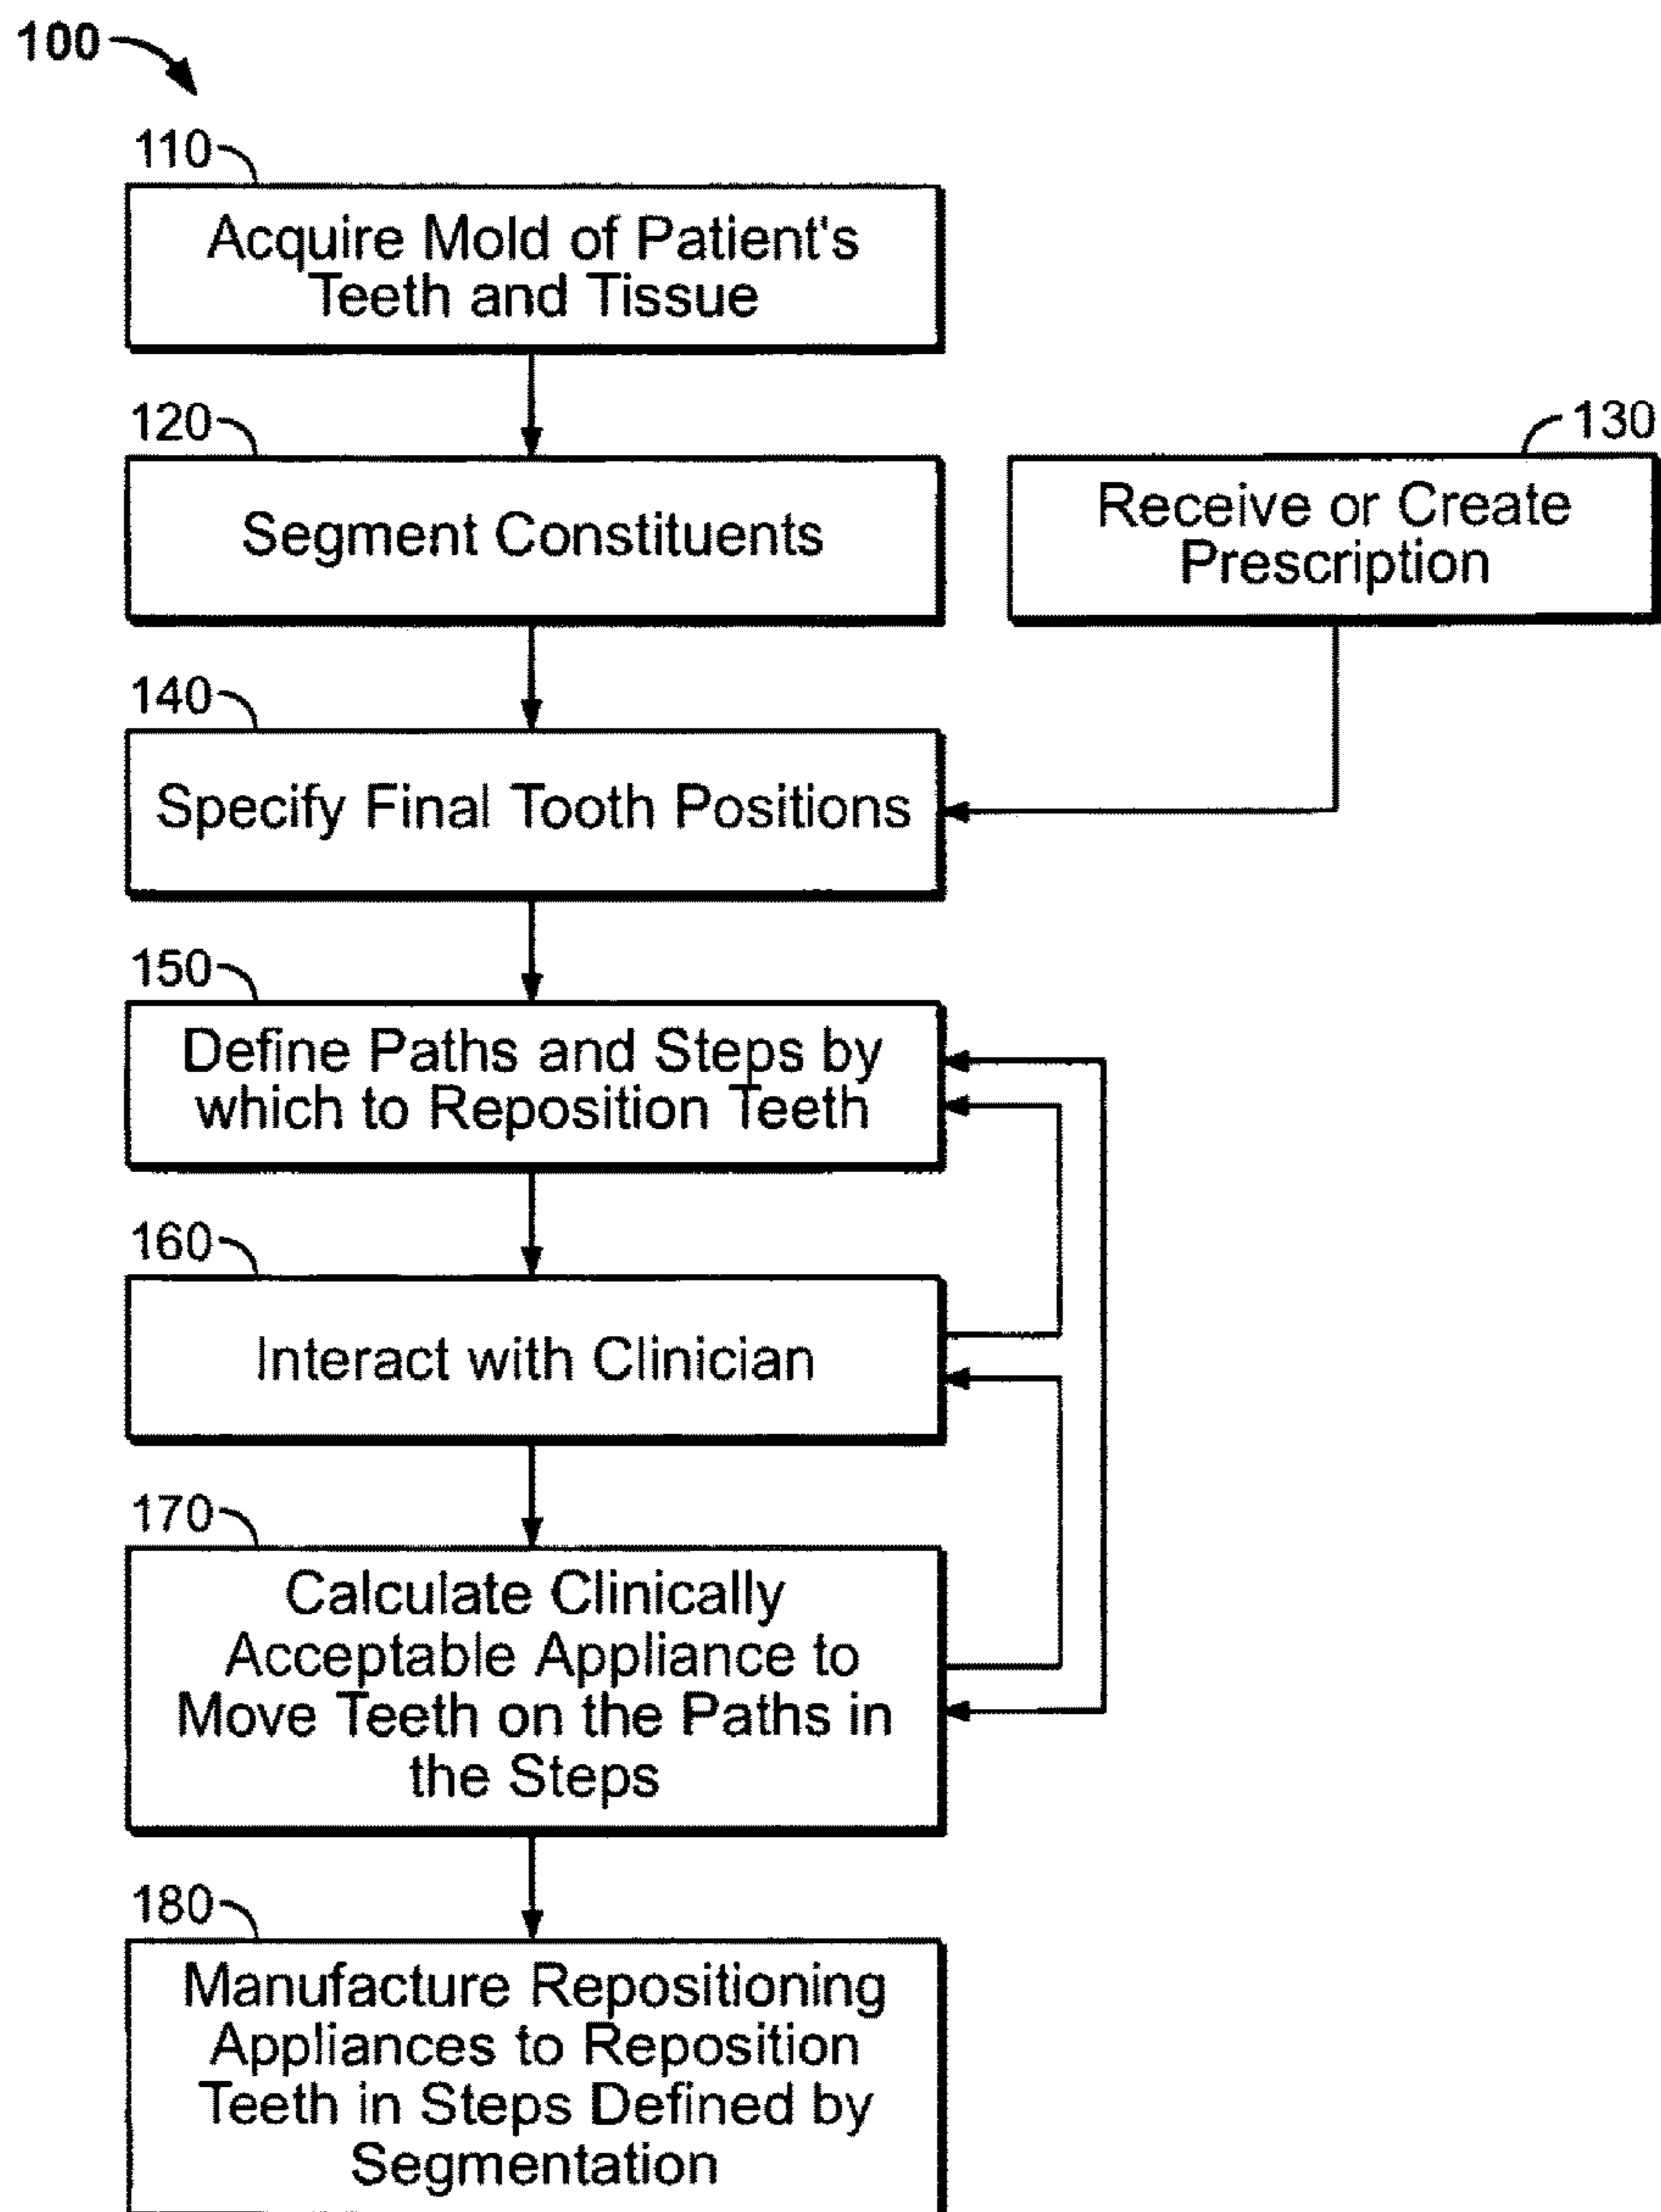 100
110
Acquire Mold of Patient's
Teeth and Tissue
120
Segment Constituents
130
Receive or Create
Prescription
140
Specify Final Tooth Positions
150
Define Paths and Steps by
which to Reposition Teeth
160
Interact with Clinician
170
Calculate Clinically
Acceptable Appliance to
Move Teeth on the Paths in
the Steps
180
Manufacture Repositioning
Appliances to Reposition
Teeth in Steps Defined by
Segmentation